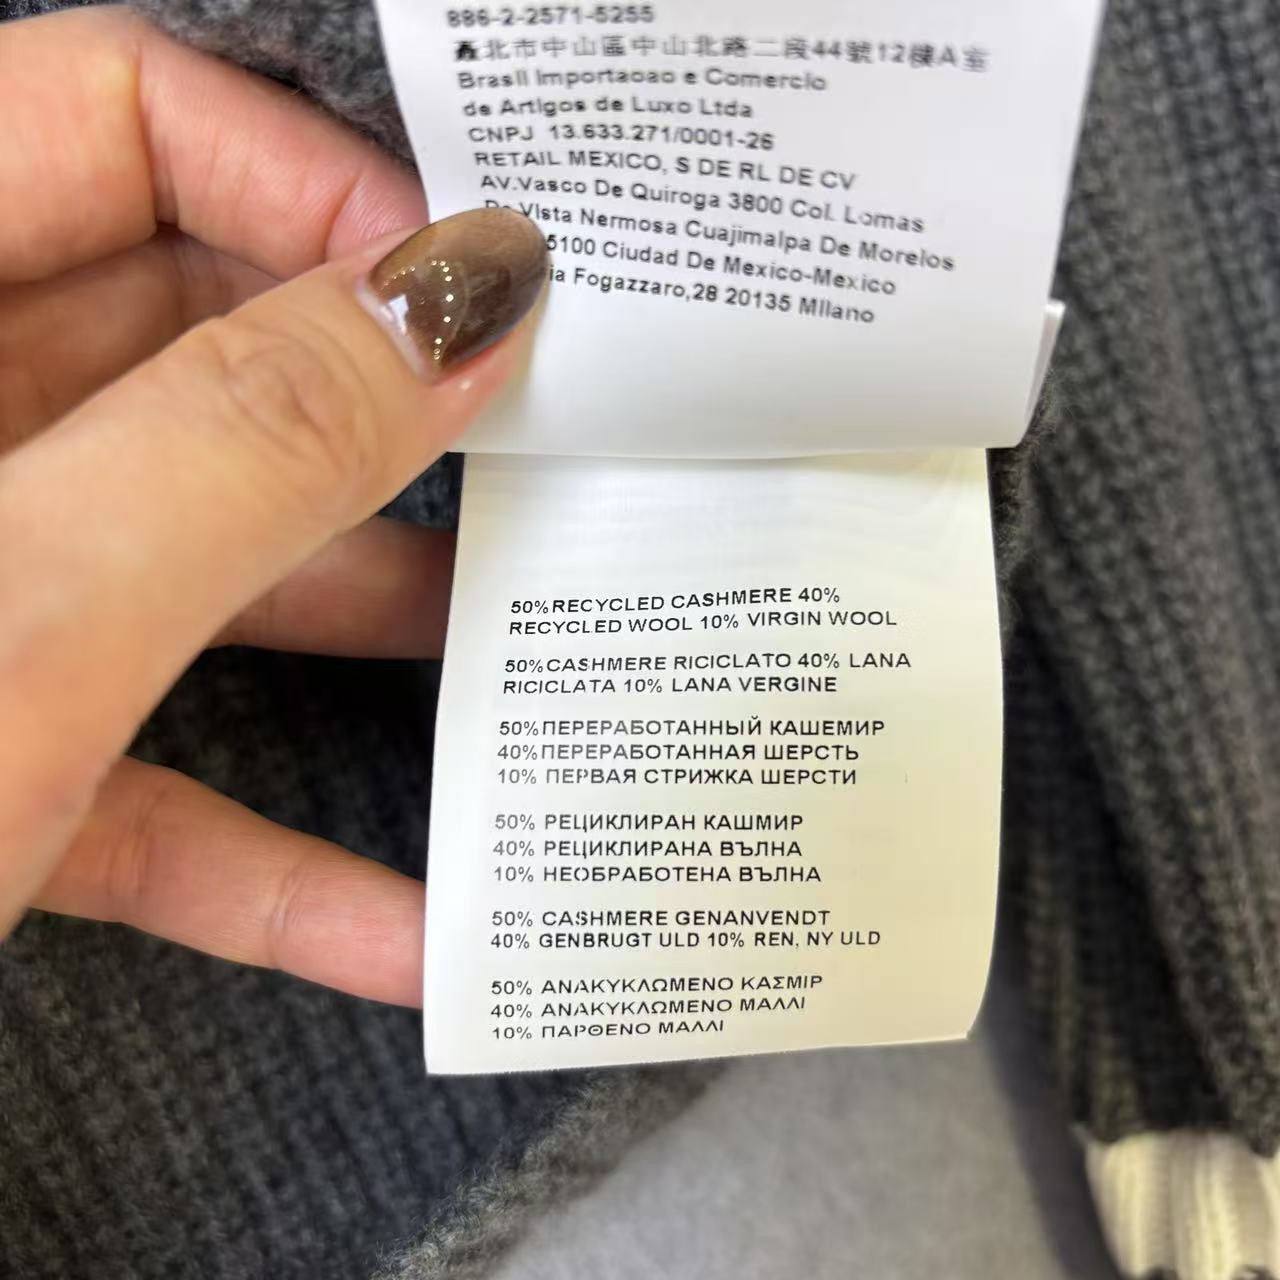 886-2-2571-5255
北市中山區中山北路二段44號12樓A室
Brasil Importaoao e Comercio
de Artigos de Luxo Ltda
CNPJ 13.633.271/0001-26
RETAIL MEXICO, S DE RL DE CV
AV.Vasco De Quiroga 3800 Col. Lomas
De Vista Nermosa Cuajimalpa De Morelos
5100 Ciudad De Mexico-Mexico
ia Fogazzaro,28 20135 Milano
50%RECYCLED CASHMERE 40%
RECYCLED WOOL 10% VIRGIN WOOL
50%CASHMERE RICICLATO 40% LANA
RICICLATA 10% LANA VERGINE
50%ПЕРЕРАБОТАННЫЙ КАШЕМИР
40%ПЕРЕРАБОТАННАЯ ШЕРСТЬ
10% ПЕРВАЯ СТРИЖКА ШЕРСТИ
50% РЕЦИКЛИРАН КАШМИР
40% РЕЦИКЛИРАНА ВЪЛНА
10% НЕОБРАБОТЕНА ВЪЛНА
50% CASHMERE GENANVENDT
40% GENBRUGT ULD 10% REN, NY ULD
50% ΑΝΑΚΥΚΛΩΜΕΝΟ ΚΑΣΜΙΡ
40% ΑΝΑΚΥΚΛΩΜΕΝΟ ΜΑΛΛΙ
10% ΠΑΡΘΕΝΟ ΜΑΛΛΙ